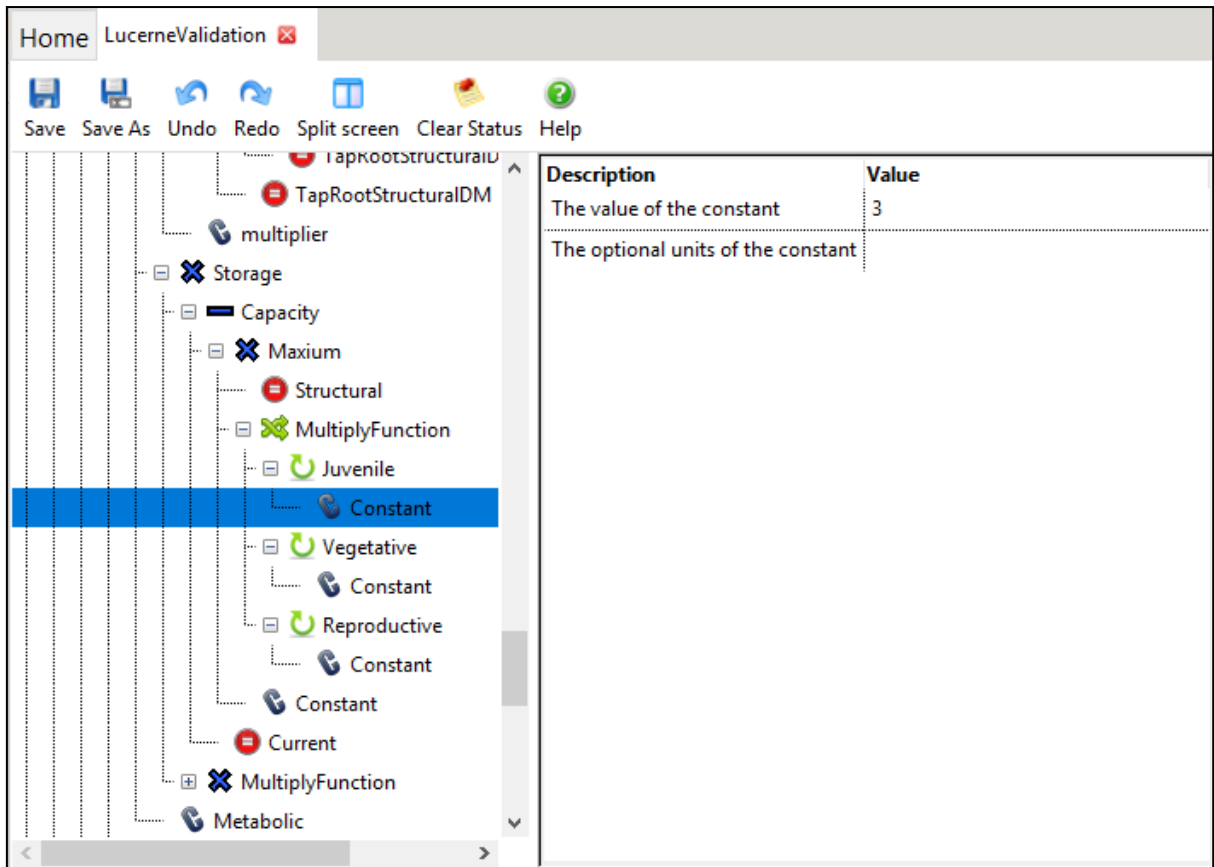 Home LucerneValidation
Save Save As Undo Redo Split screen Clear Status Help
TapRootStructuralD
TapRootStructuralDM
multiplier
Storage
Capacity
Maxium
Structural
MultiplyFunction
Juvenile
Constant
Vegetative
Constant
Reproductive
Constant
Constant
Current
MultiplyFunction
Metabolic
Description Value
The value of the constant 3
The optional units of the constant